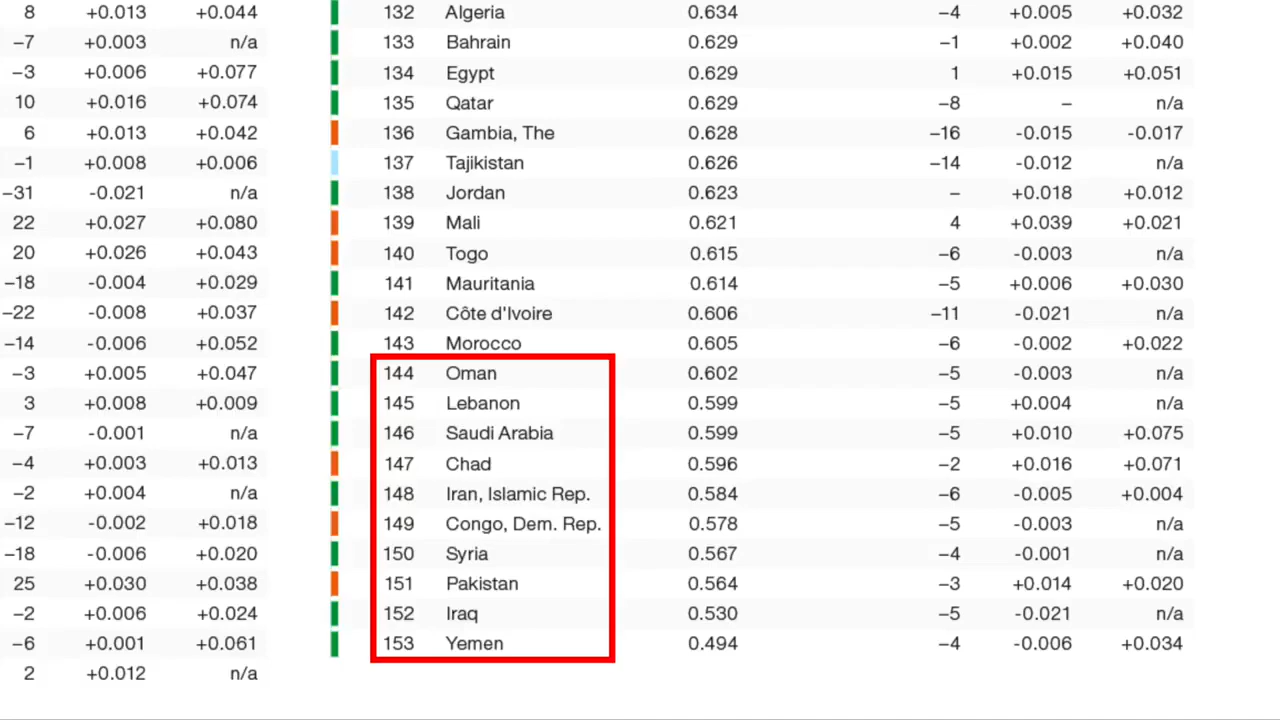 8 +0.013 +0.044
−7 +0.003 n/a
−3 +0.006 +0.077
10 +0.016 +0.074
6 +0.013 +0.042
−1 +0.008 +0.006
−31 -0.021 n/a
22 +0.027 +0.080
20 +0.026 +0.043
−18 -0.004 +0.029
−22 -0.008 +0.037
−14 -0.006 +0.052
−3 +0.005 +0.047
3 +0.008 +0.009
−7 -0.001 n/a
−4 +0.003 +0.013
−2 +0.004 n/a
−12 -0.002 +0.018
−18 -0.006 +0.020
25 +0.030 +0.038
−2 +0.006 +0.024
−6 +0.001 +0.061
2 +0.012 n/a
132 Algeria 0.634 −4 +0.005 +0.032
133 Bahrain 0.629 −1 +0.002 +0.040
134 Egypt 0.629 1 +0.015 +0.051
135 Qatar 0.629 −8 – n/a
136 Gambia, The 0.628 −16 -0.015 -0.017
137 Tajikistan 0.626 −14 -0.012 n/a
138 Jordan 0.623 – +0.018 +0.012
139 Mali 0.621 4 +0.039 +0.021
140 Togo 0.615 −6 -0.003 n/a
141 Mauritania 0.614 −5 +0.006 +0.030
142 Côte d'Ivoire 0.606 −11 -0.021 n/a
143 Morocco 0.605 −6 -0.002 +0.022
144 Oman 0.602 −5 -0.003 n/a
145 Lebanon 0.599 −5 +0.004 n/a
146 Saudi Arabia 0.599 −5 +0.010 +0.075
147 Chad 0.596 −2 +0.016 +0.071
148 Iran, Islamic Rep. 0.584 −6 -0.005 +0.004
149 Congo, Dem. Rep. 0.578 −5 -0.003 n/a
150 Syria 0.567 −4 -0.001 n/a
151 Pakistan 0.564 −3 +0.014 +0.020
152 Iraq 0.530 −5 -0.021 n/a
153 Yemen 0.494 −4 -0.006 +0.034